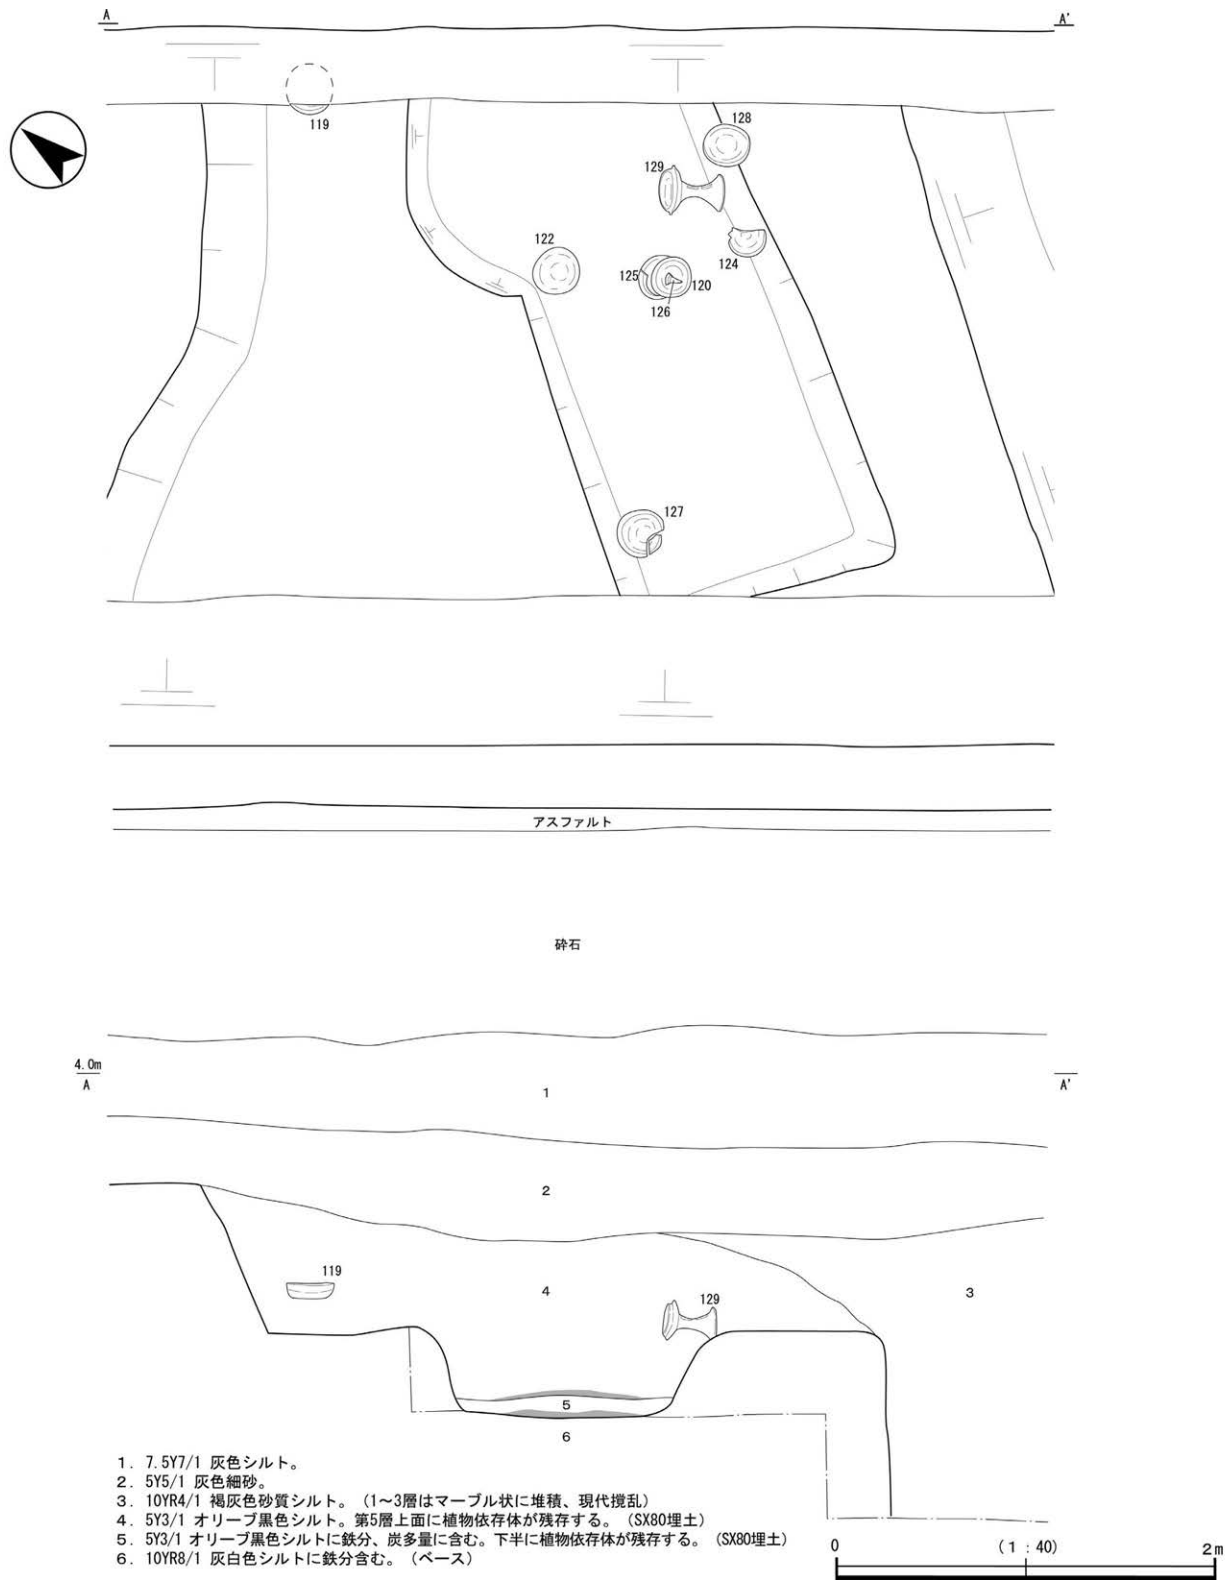 A
A'
119
128
129
122
124
125
120
126
127
アスファルト
砕石
4.0m
A
A'
1
2
119
4
129
3
5
6
1. 7.5Y7/1 灰色シルト。
2. 5Y5/1 灰色細砂。
3. 10YR4/1 褐灰色砂質シルト。（1～3層はマーブル状に堆積、現代撹乱）
4. 5Y3/1 オリーブ黒色シルト。第5層上面に植物依存体が残存する。（SX80埋土）
5. 5Y3/1 オリーブ黒色シルトに鉄分、炭多量に含む。下半に植物依存体が残存する。（SX80埋土）
6. 10YR8/1 灰白色シルトに鉄分含む。（ベース）
0 (1:40) 2m